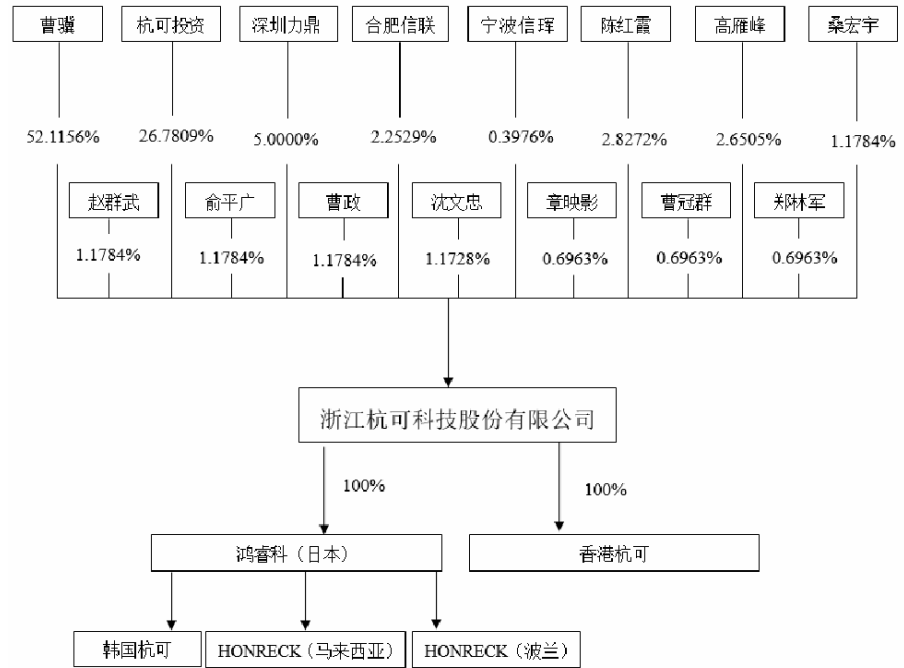 曹骥 杭可投资 深圳力鼎 合肥信联 宁波信珲 陈红霞 高雁峰 桑宏宇
52.1156% 26.7809% 5.0000% 2.2529% 0.3976% 2.8272% 2.6505% 1.1784%
赵群武 俞平广 曹政 沈文忠 章映影 曹冠群 郑林军
1.1784% 1.1784% 1.1784% 1.1728% 0.6963% 0.6963% 0.6963%
浙江杭可科技股份有限公司
100% 100%
鸿睿科（日本） 香港杭可
韩国杭可 HONRECK（马来西亚） HONRECK（波兰）